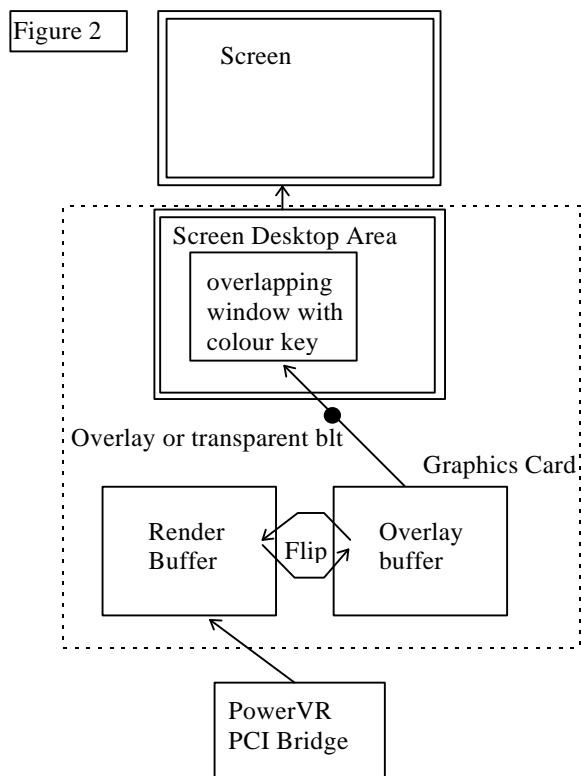 Figure 2
Screen
Screen Desktop Area
overlapping
window with
colour key
Overlay or transparent blt
Graphics Card
Render
Buffer
Flip
Overlay
buffer
PowerVR
PCI Bridge